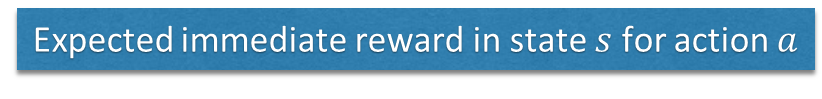 Expected immediate reward in state 𝑠 for action 𝑎